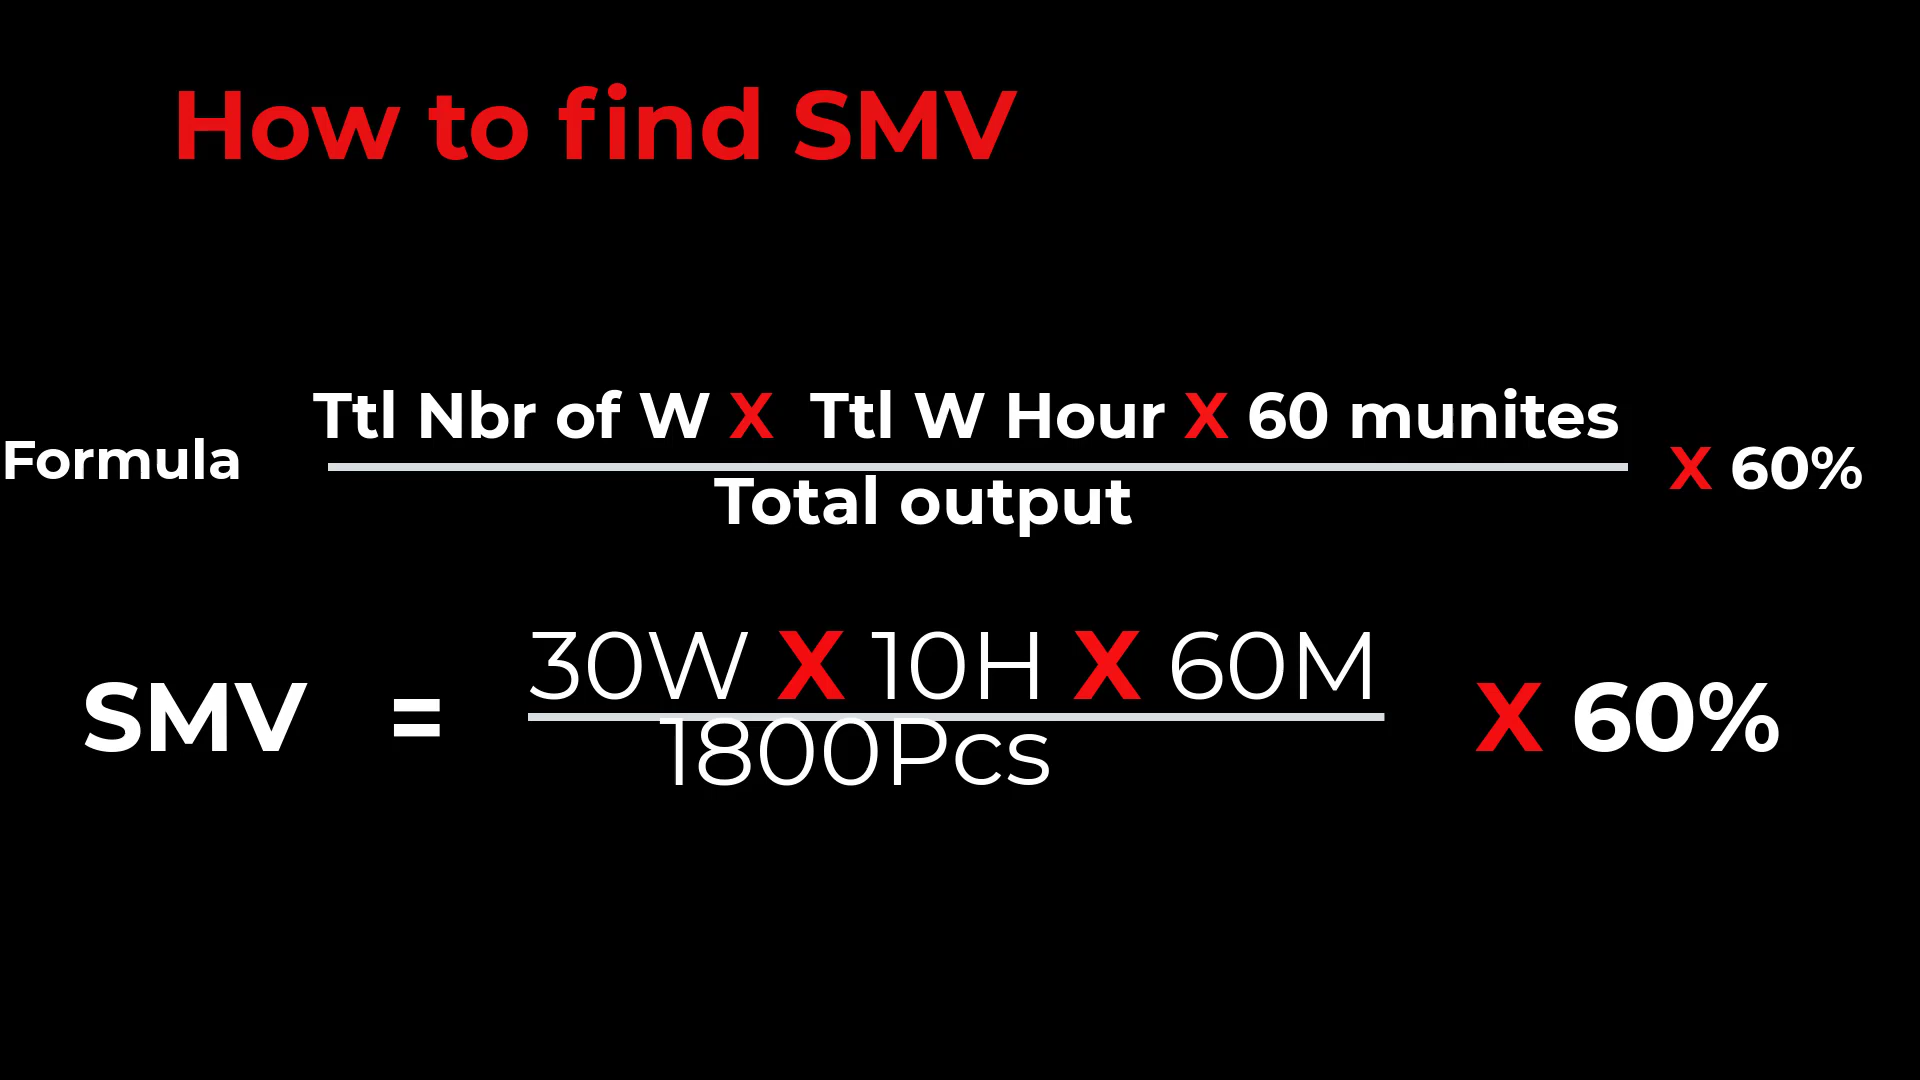 How to find SMV
Ttl Nbr of W X Ttl W Hour X 60 munites
Formula
X 60%
Total output
30W X 10H X 60M
SMV = X 60%
1800Pcs